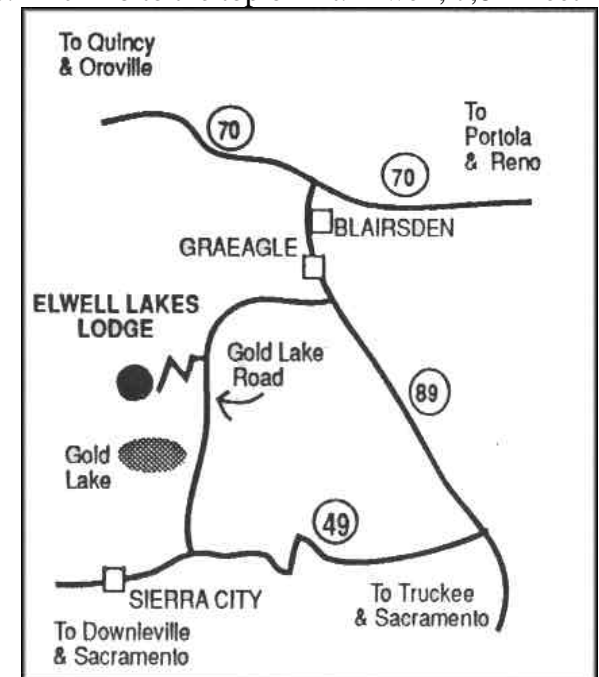 To Quincy
& Oroville
70
To
Portola
& Reno
70
BLAIRSDEN
GRAEAGLE
ELWELL LAKES
LODGE
Gold Lake
Road
89
Gold
Lake
49
SIERRA CITY
To Truckee
& Sacramento
To Downieville
& Sacramento